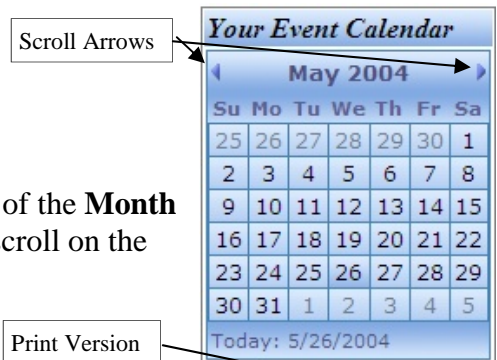 Your Event Calendar
Scroll Arrows
May 2004
Su Mo Tu We Th Fr Sa
25 26 27 28 29 30 1
2 3 4 5 6 7 8
9 10 11 12 13 14 15
16 17 18 19 20 21 22
23 24 25 26 27 28 29
30 31 1 2 3 4 5
Today: 5/26/2004
of the Month
scroll on the
Print Version